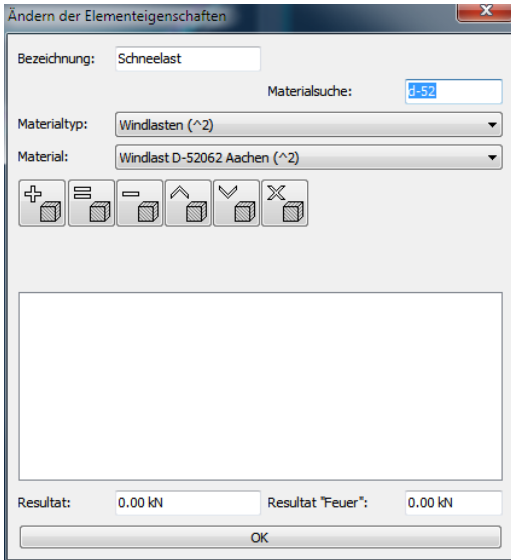 Ändern der Elementeigenschaften
Bezeichnung: Schneelast
Materialsuche: d-52
Materialtyp: Windlasten (^2)
Material: Windlast D-52062 Aachen (^2)
Resultat: 0.00 kN Resultat "Feuer": 0.00 kN
OK